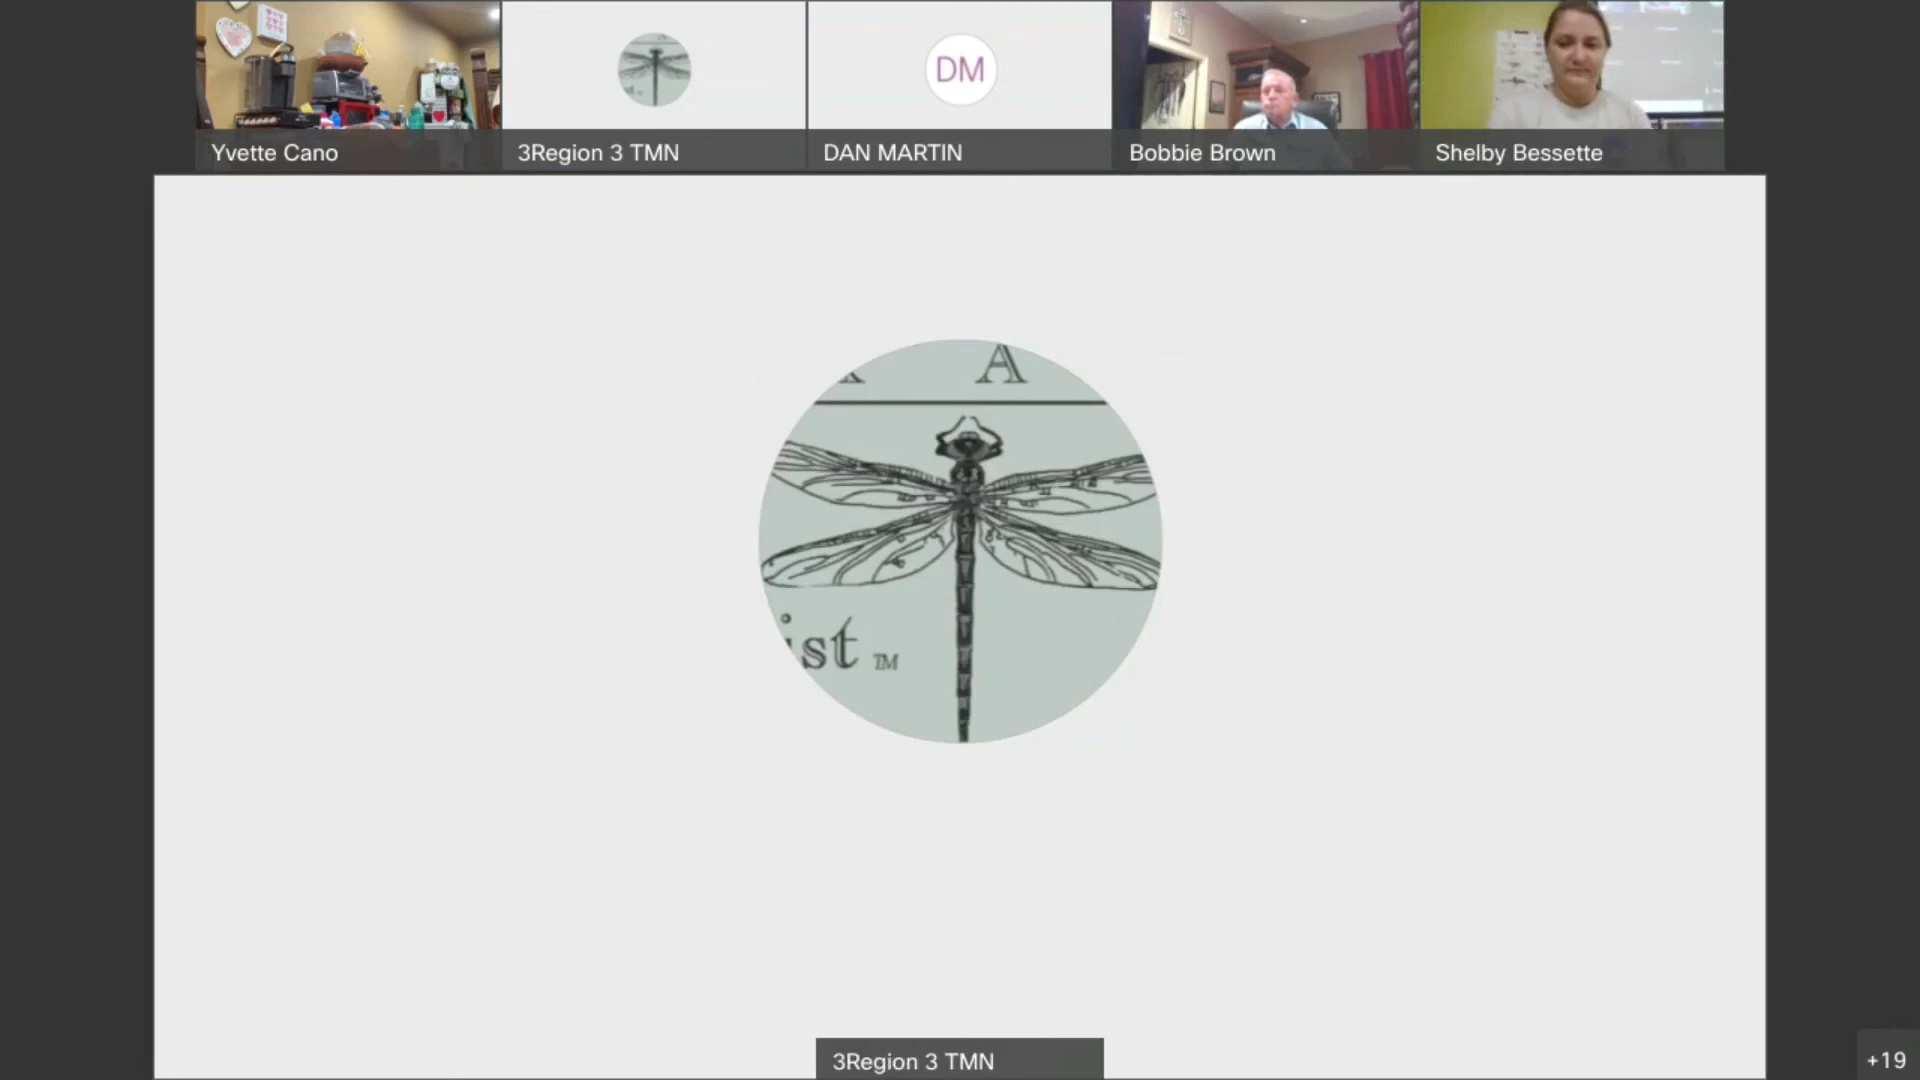 DM
Yvette Cano
3Region 3 TMN
DAN MARTIN
Bobbie Brown
Shelby Bessette
A
ist TM
3Region 3 TMN
+19